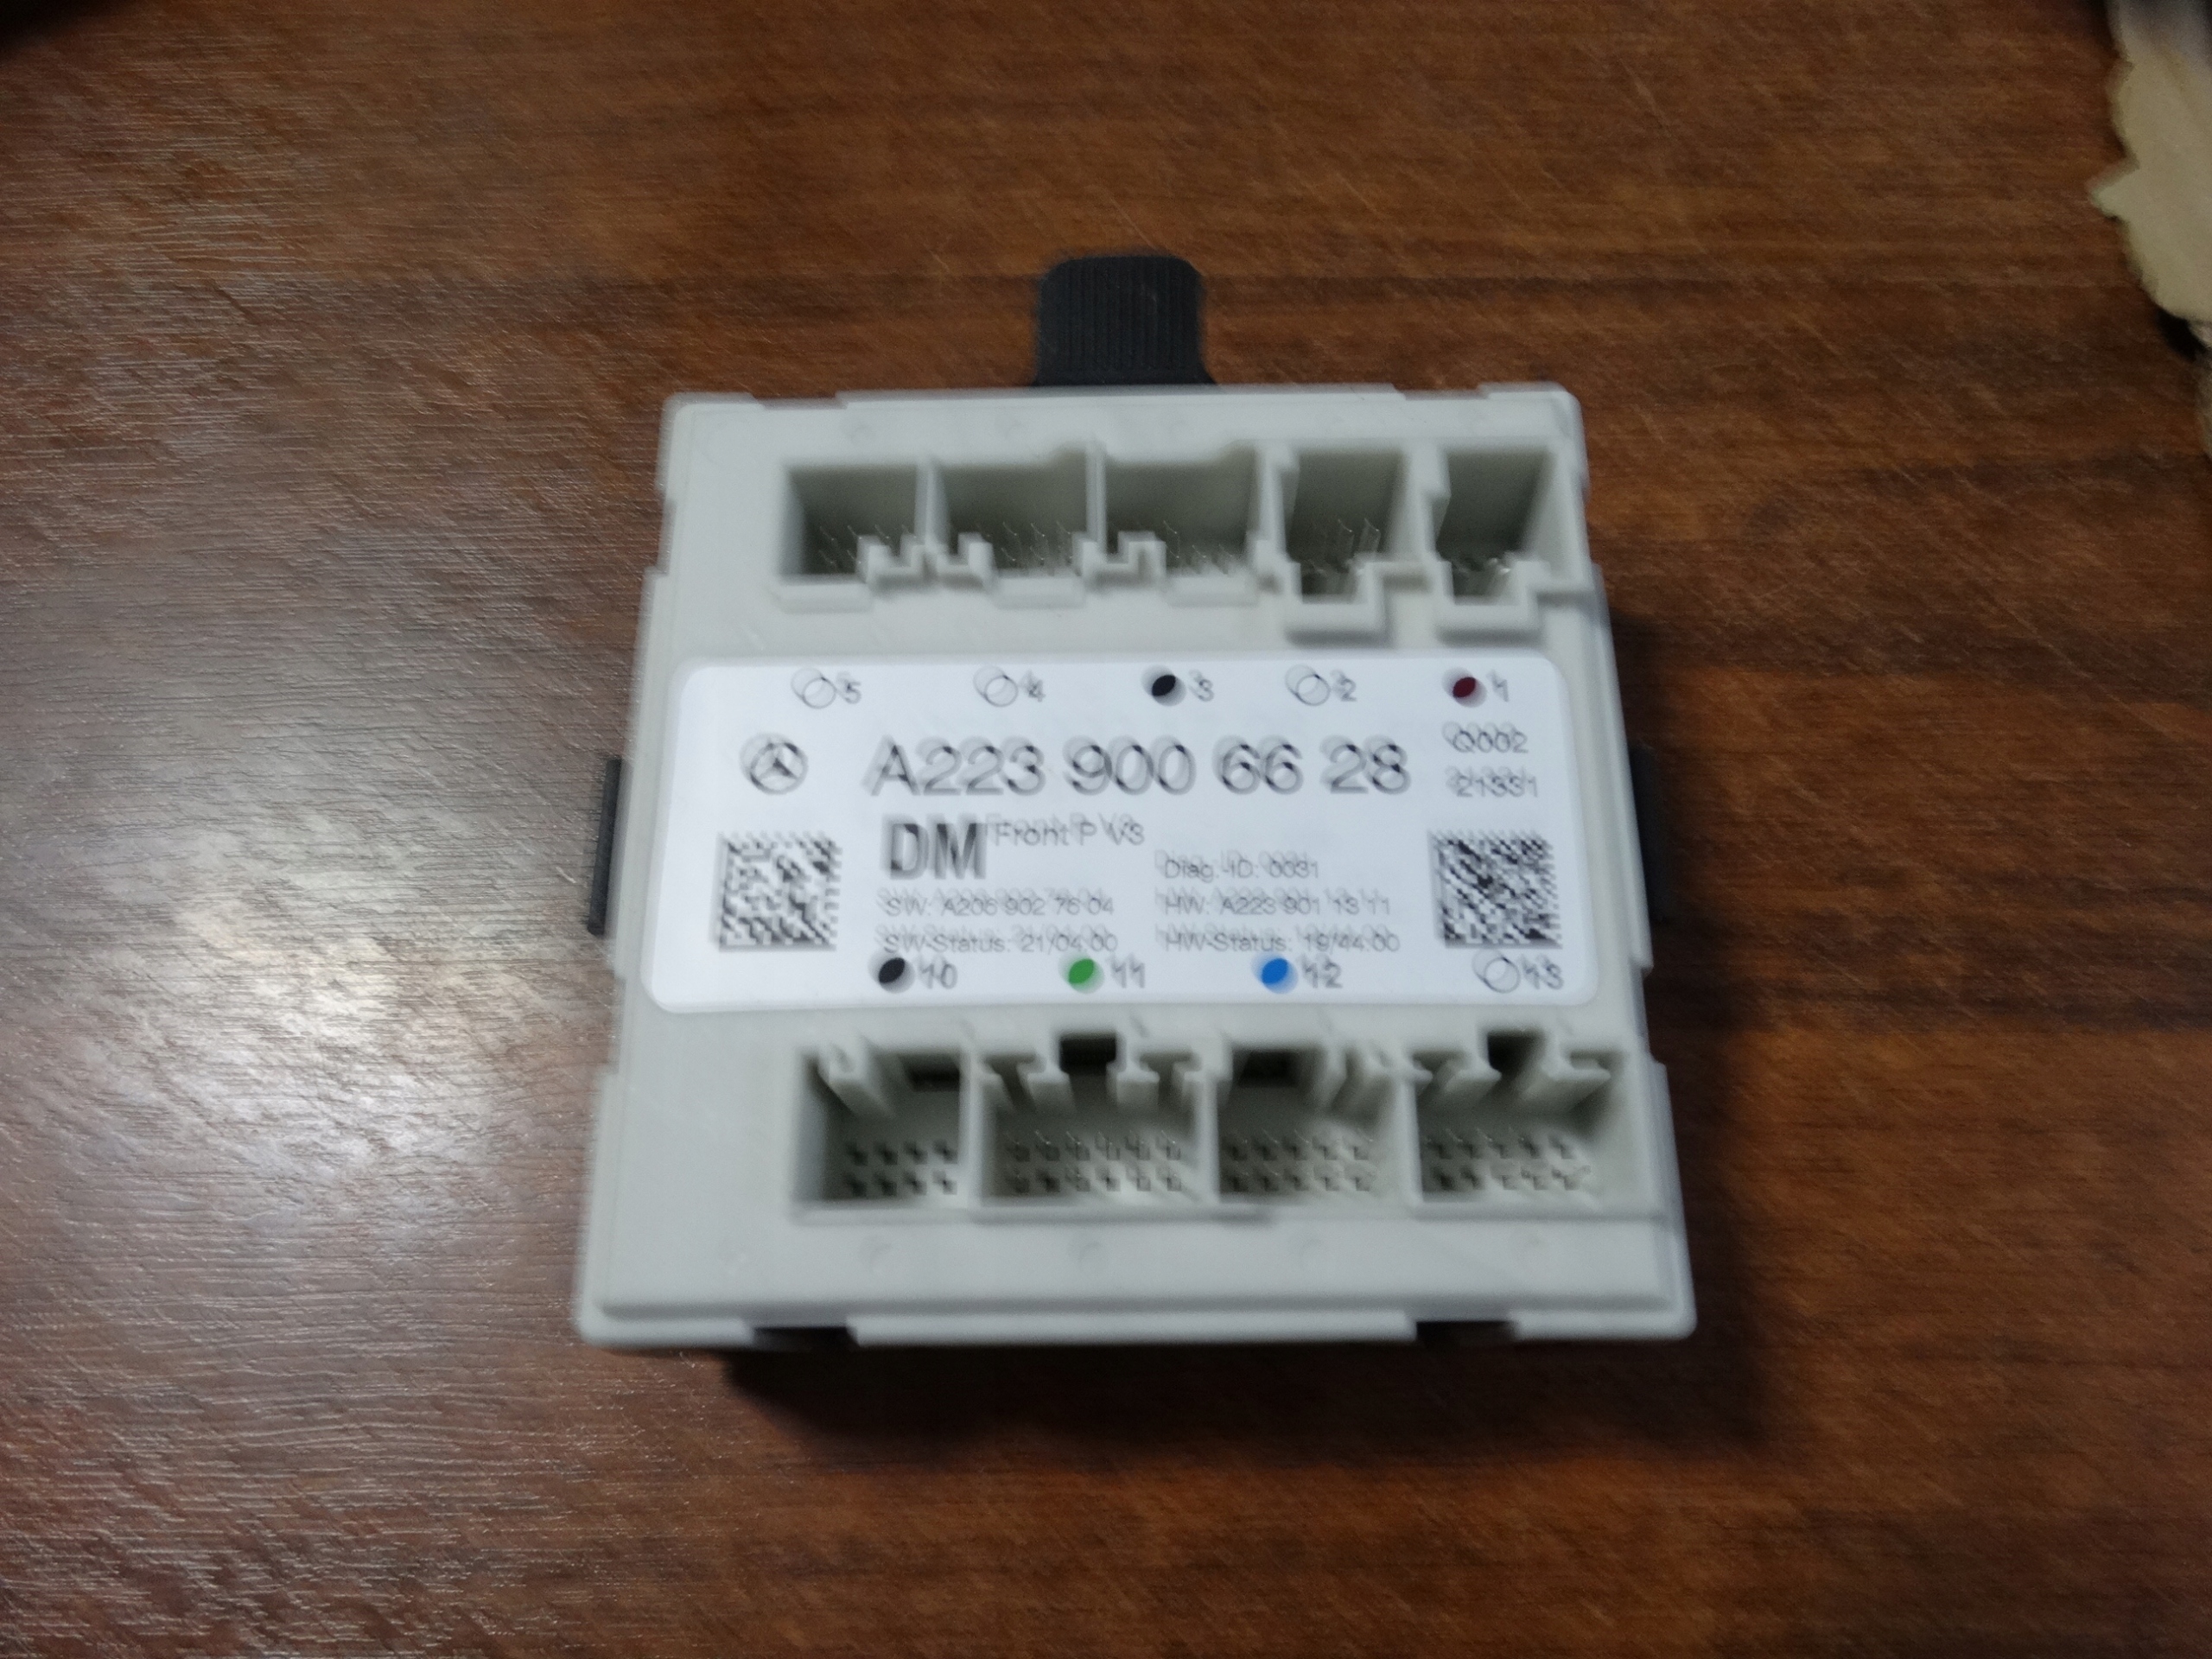 5 4 3 2 1
A223 900 66 28
Q002
21331
DM Front P V3
Diag.-ID: 0031
SW: A206 902 76 04 HW: A223 901 13 11
SW-Status: 21/04:00 HW-Status: 19/44:00
10 11 12 13